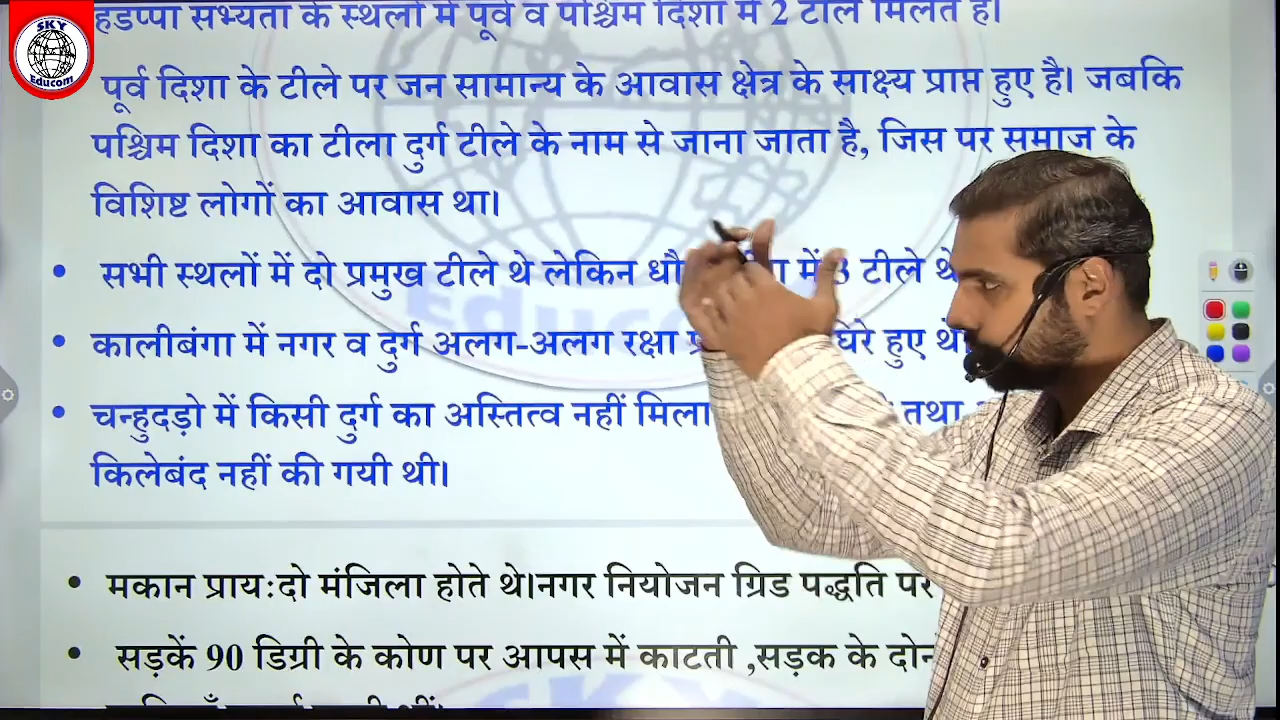 SKY
Educom
हडप्पा सभ्यता के स्थलों में पूर्व व पश्चिम दिशा में 2 टीले मिलते है।
पूर्व दिशा के टीले पर जन सामान्य के आवास क्षेत्र के साक्ष्य प्राप्त हुए है। जबकि
पश्चिम दिशा का टीला दुर्ग टीले के नाम से जाना जाता है, जिस पर समाज के
विशिष्ट लोगों का आवास था।
• सभी स्थलों में दो प्रमुख टीले थे लेकिन में 3 टीले थे
• कालीबंगा में नगर व दुर्ग अलग-अलग रक्षा घिरे हुए थे
• चन्हुदड़ो में किसी दुर्ग का अस्तित्व नहीं मिला तथा
किलेबंद नहीं की गयी थी।
• मकान प्रायःदो मंजिला होते थे।नगर नियोजन ग्रिड पद्धति पर
• सड़कें 90 डिग्री के कोण पर आपस में काटती ,सड़क के